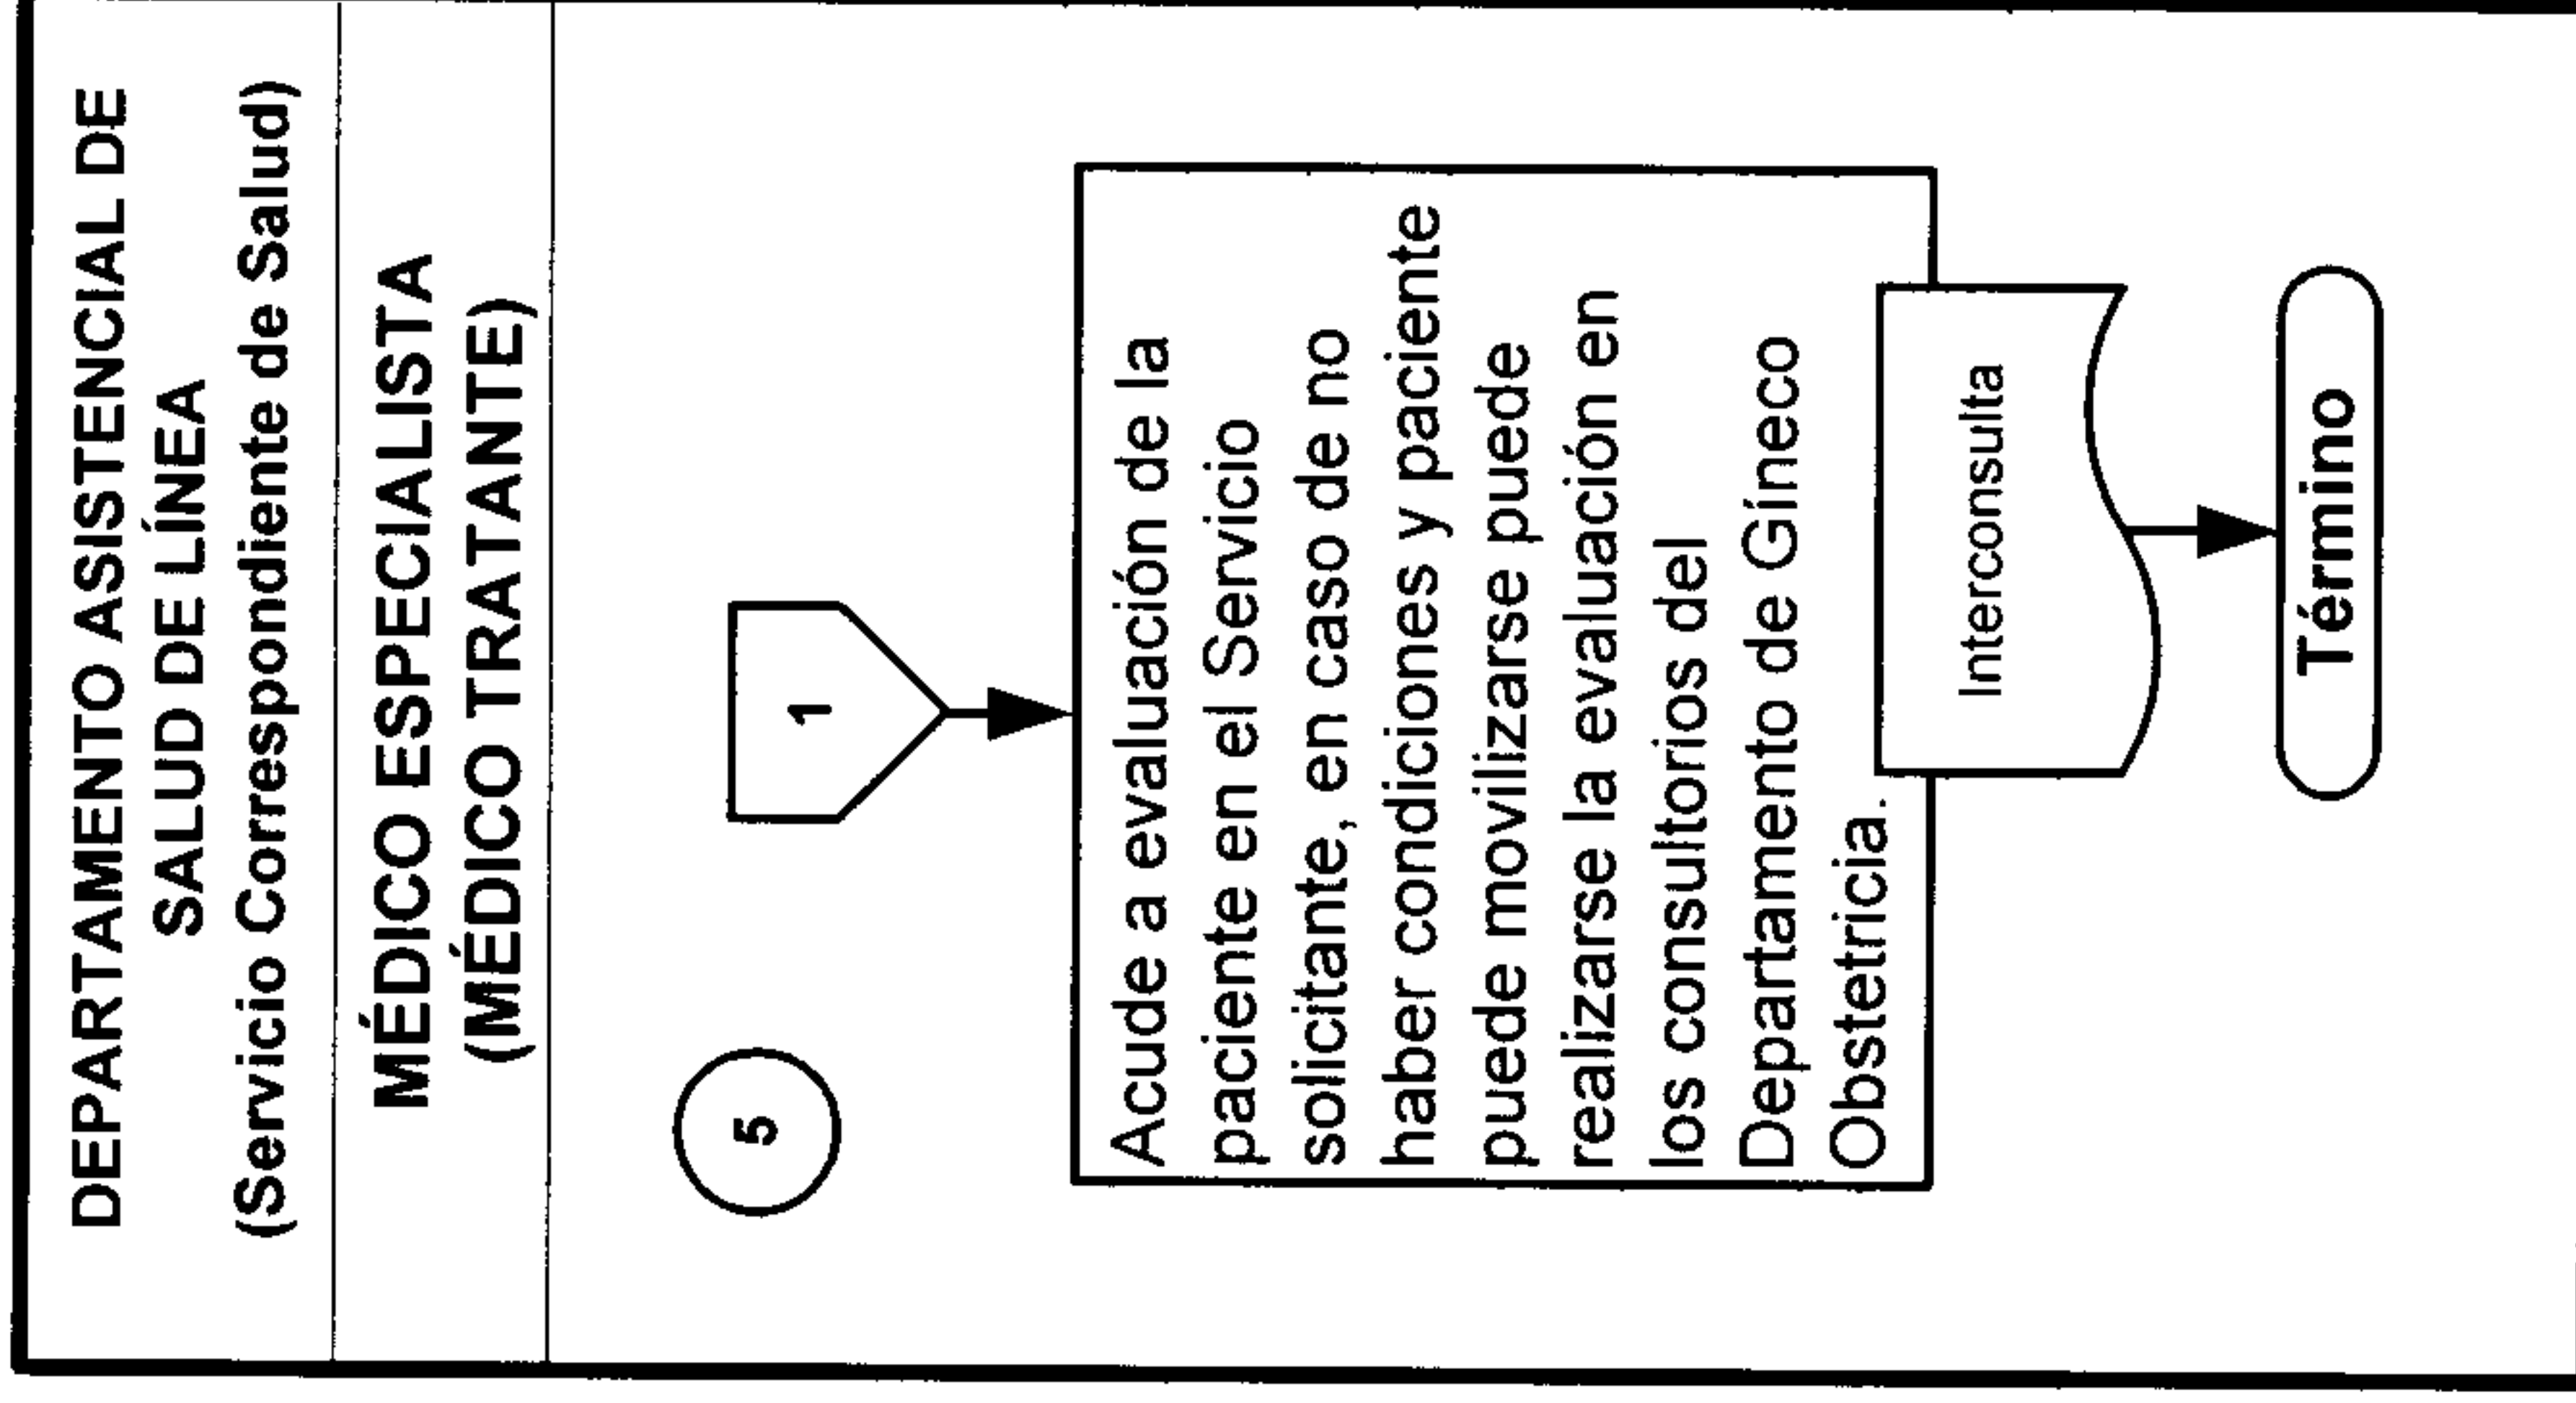 DEPARTAMENTO ASISTENCIAL DE
SALUD DE LÍNEA
(Servicio Correspondiente de Salud)
MÉDICO ESPECIALISTA
(MÉDICO TRATANTE)
5
1
Acude a evaluación de la
paciente en el Servicio
solicitante, en caso de no
haber condiciones y paciente
puede movilizarse puede
realizarse la evaluación en
los consultorios del
Departamento de Gíneco
Obstetricia.
Interconsulta
Término